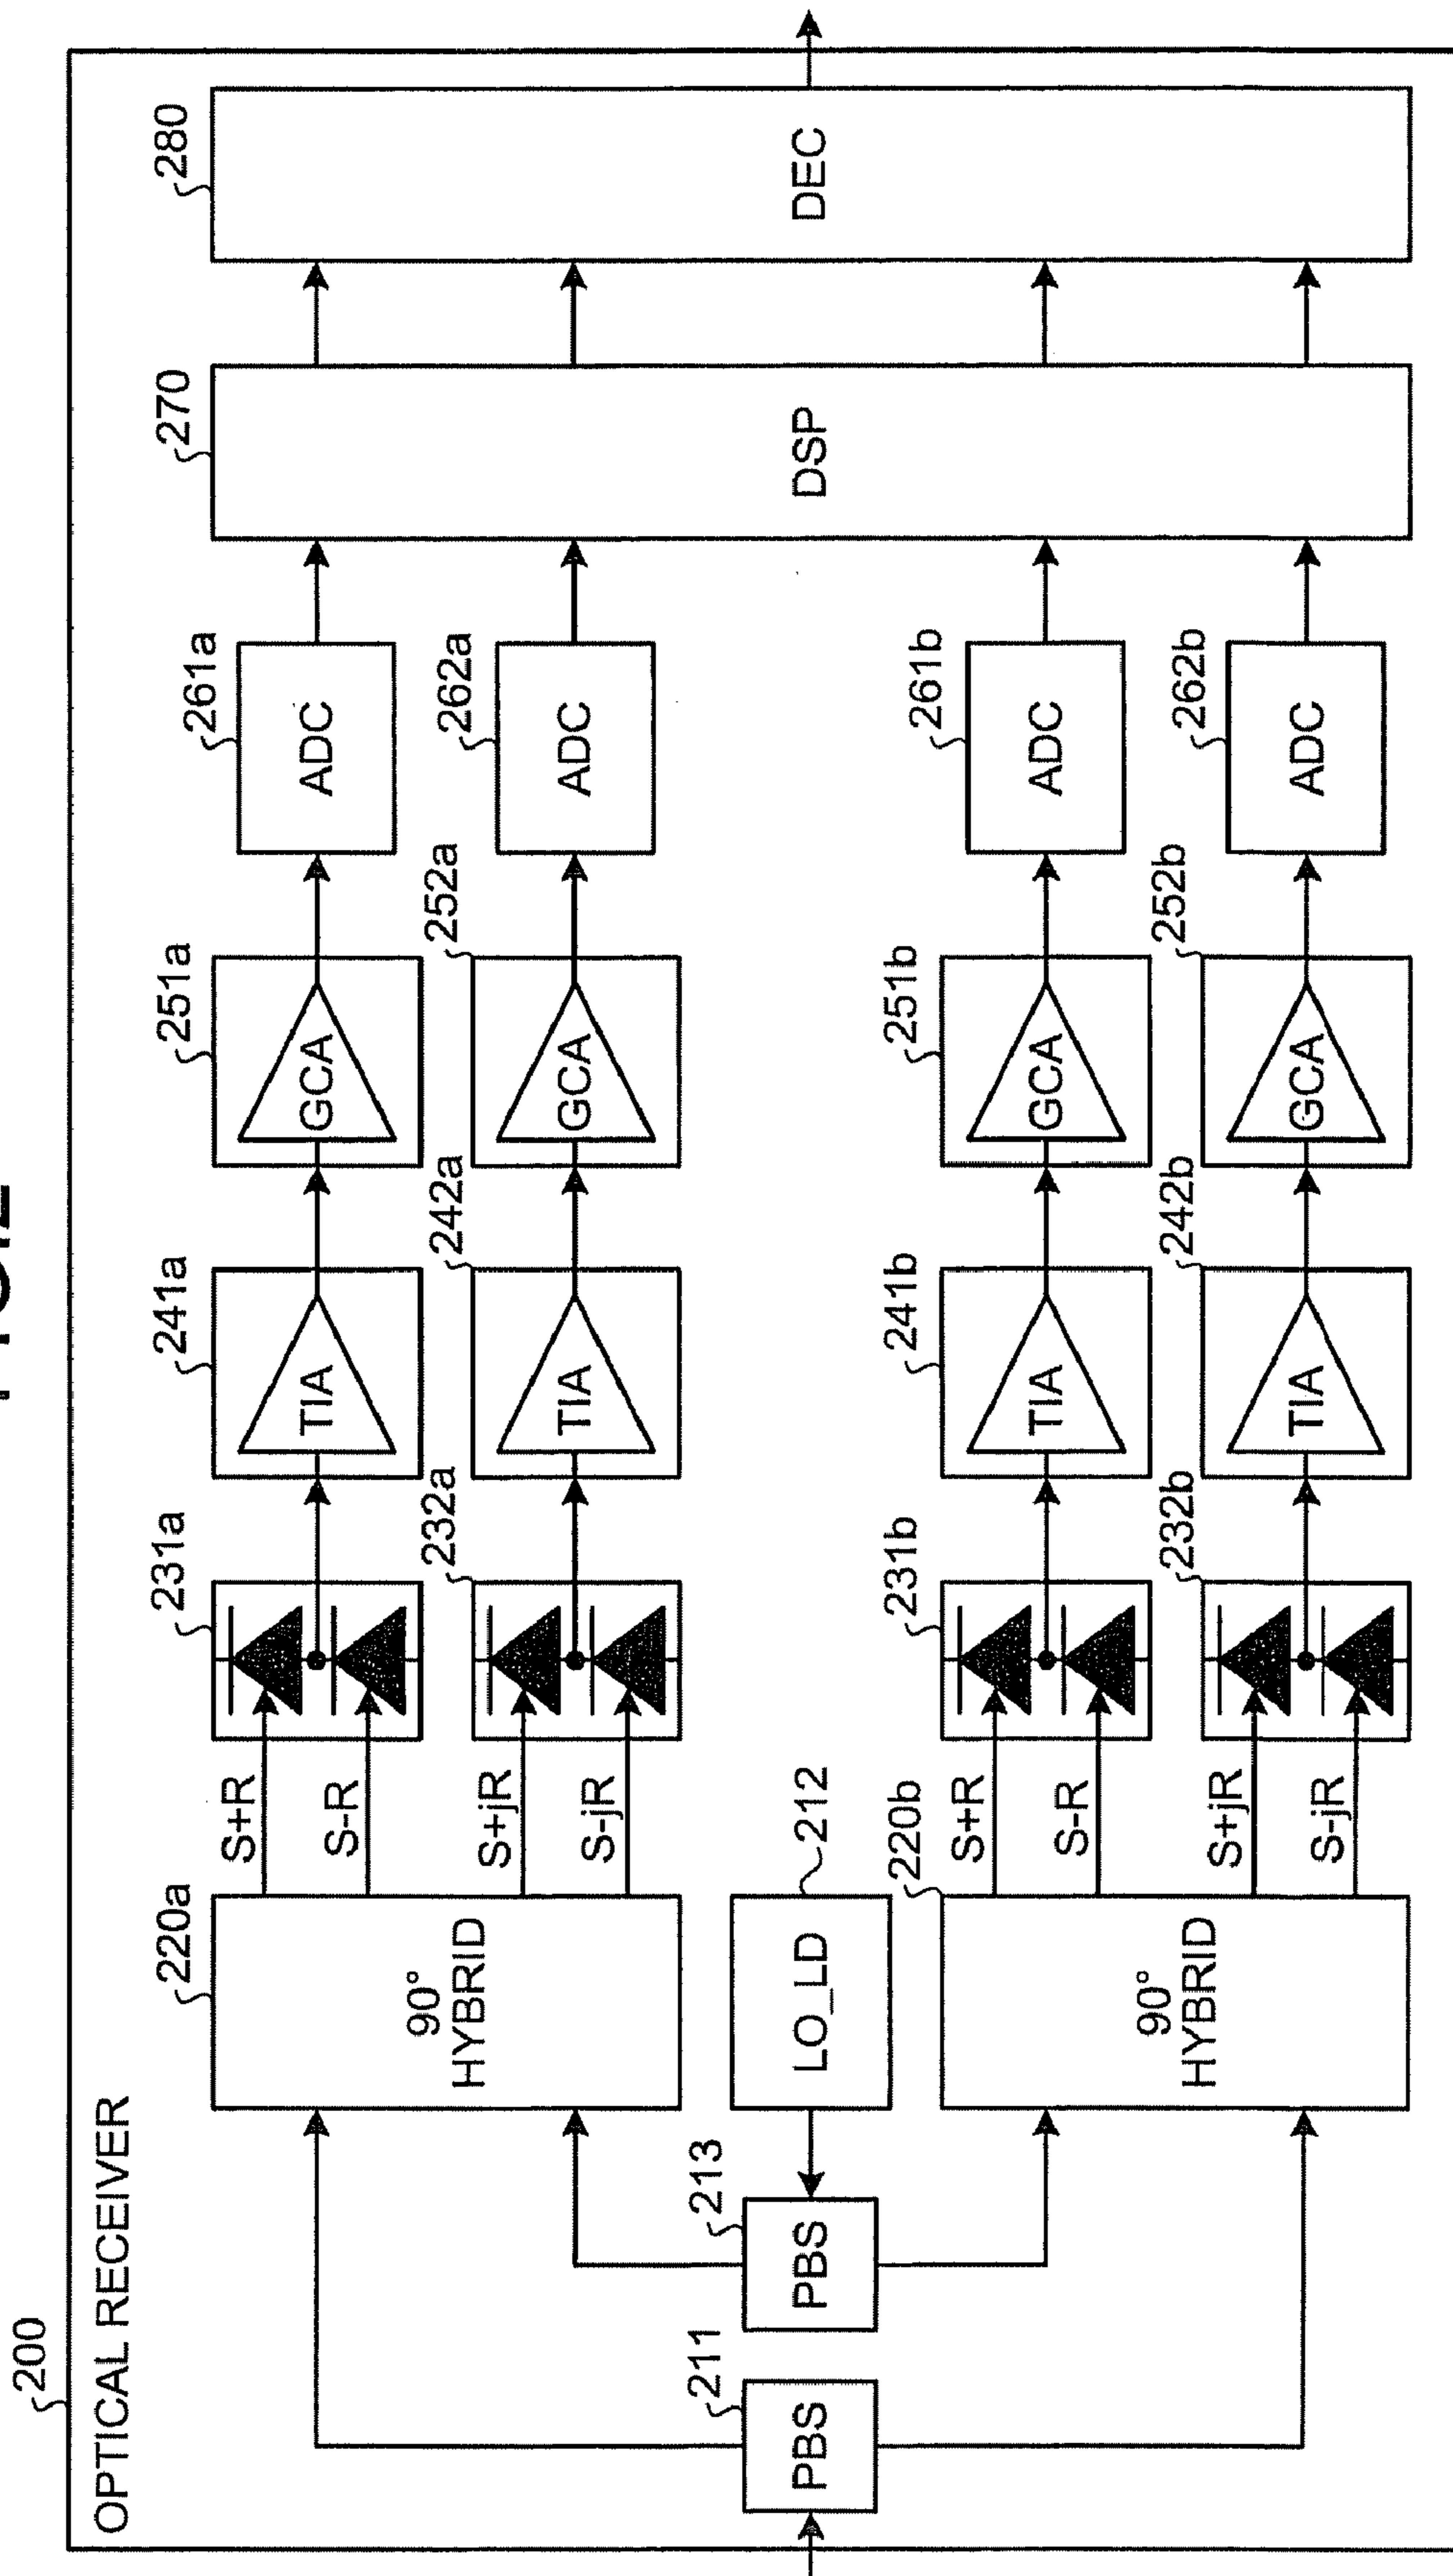 200
OPTICAL RECEIVER
211
PBS
213
PBS
212
LO_LD
220a
90°
HYBRID
220b
90°
HYBRID
S+R
S-R
S+jR
S-jR
S+R
S-R
S+jR
S-jR
231a
232a
231b
232b
241a
TIA
242a
TIA
241b
TIA
242b
TIA
251a
GCA
252a
GCA
251b
GCA
252b
GCA
261a
ADC
262a
ADC
261b
ADC
262b
ADC
270
DSP
280
DEC